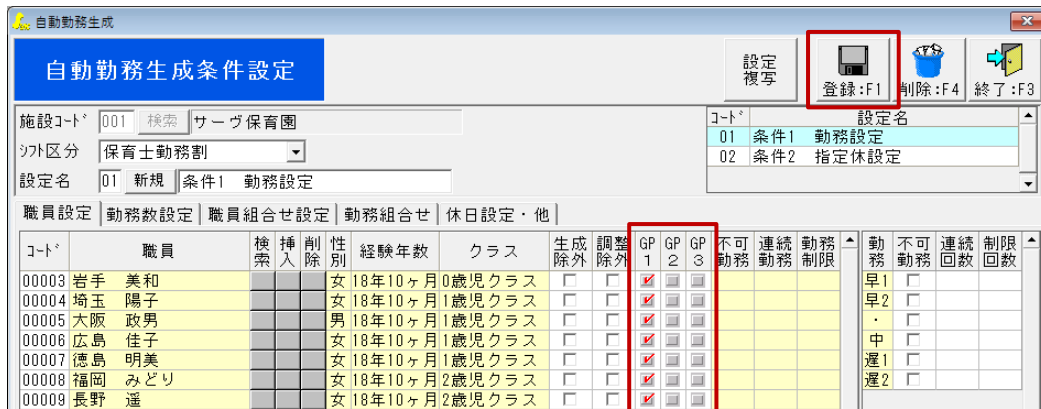 自動勤務生成
自動勤務生成条件設定
設定複写
登録:F1
削除:F4
終了:F3
施設ｺｰﾄﾞ 001 検索 サーヴ保育園
ｼﾌﾄ区分 保育士勤務割
設定名 01 新規 条件1 勤務設定
ｺｰﾄﾞ 設定名
01 条件1 勤務設定
02 条件2 指定休設定
職員設定 勤務数設定 職員組合せ設定 勤務組合せ 休日設定・他
ｺｰﾄﾞ 職員 検索 挿入 削除 性別 経験年数 クラス 生成除外 調整除外 GP1 GP2 GP3 不可勤務 連続勤務 勤務制限
00003 岩手 美和 女 18年10ヶ月 0歳児クラス
00004 埼玉 陽子 女 18年10ヶ月 1歳児クラス
00005 大阪 政男 男 18年10ヶ月 1歳児クラス
00006 広島 佳子 女 18年10ヶ月 1歳児クラス
00007 徳島 明美 女 18年10ヶ月 1歳児クラス
00008 福岡 みどり 女 18年10ヶ月 2歳児クラス
00009 長野 遥 女 18年10ヶ月 2歳児クラス
勤務 不可勤務 連続回数 制限回数
早1
早2
・
中
遅1
遅2